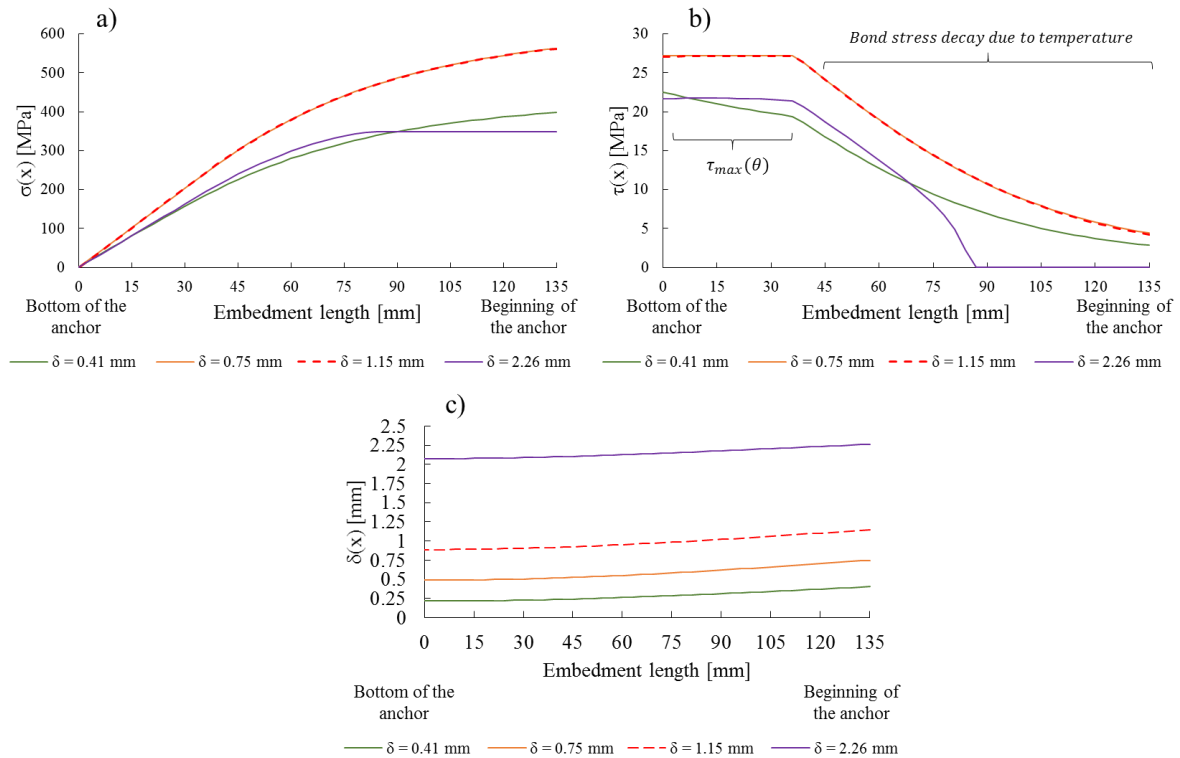 a)
σ(x) [MPa]
600
500
400
300
200
100
0
0 15 30 45 60 75 90 105 120 135
Bottom of the
anchor
Embedment length [mm]
Beginning of
the anchor
δ = 0.41 mm δ = 0.75 mm δ = 1.15 mm δ = 2.26 mm
b)
Bond stress decay due to temperature
τ(x) [MPa]
30
25
20
15
10
5
0
τmax(θ)
0 15 30 45 60 75 90 105 120 135
Bottom of the
anchor
Embedment length [mm]
Beginning of
the anchor
δ = 0.41 mm δ = 0.75 mm δ = 1.15 mm δ = 2.26 mm
c)
δ(x) [mm]
2.5
2.25
2
1.75
1.5
1.25
1
0.75
0.5
0.25
0
0 15 30 45 60 75 90 105 120 135
Embedment length [mm]
Bottom of the
anchor
Beginning of
the anchor
δ = 0.41 mm δ = 0.75 mm δ = 1.15 mm δ = 2.26 mm